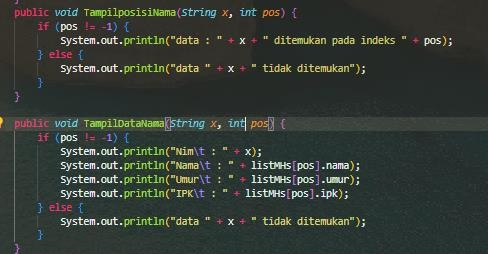 public void TampilposisiNama(String x, int pos) {
if (pos != -1) {
System.out.println("data : " + x + " ditemukan pada indeks " + pos);
} else {
System.out.println("data " + x + " tidak ditemukan");
}
}
public void TampilDataNama(String x, int pos) {
if (pos != -1) {
System.out.println("Nim\t : " + x);
System.out.println("Nama\t : " + listMHs[pos].nama);
System.out.println("Umur\t : " + listMHs[pos].umur);
System.out.println("IPK\t : " + listMHs[pos].ipk);
} else {
System.out.println("data " + x + " tidak ditemukan");
}
}